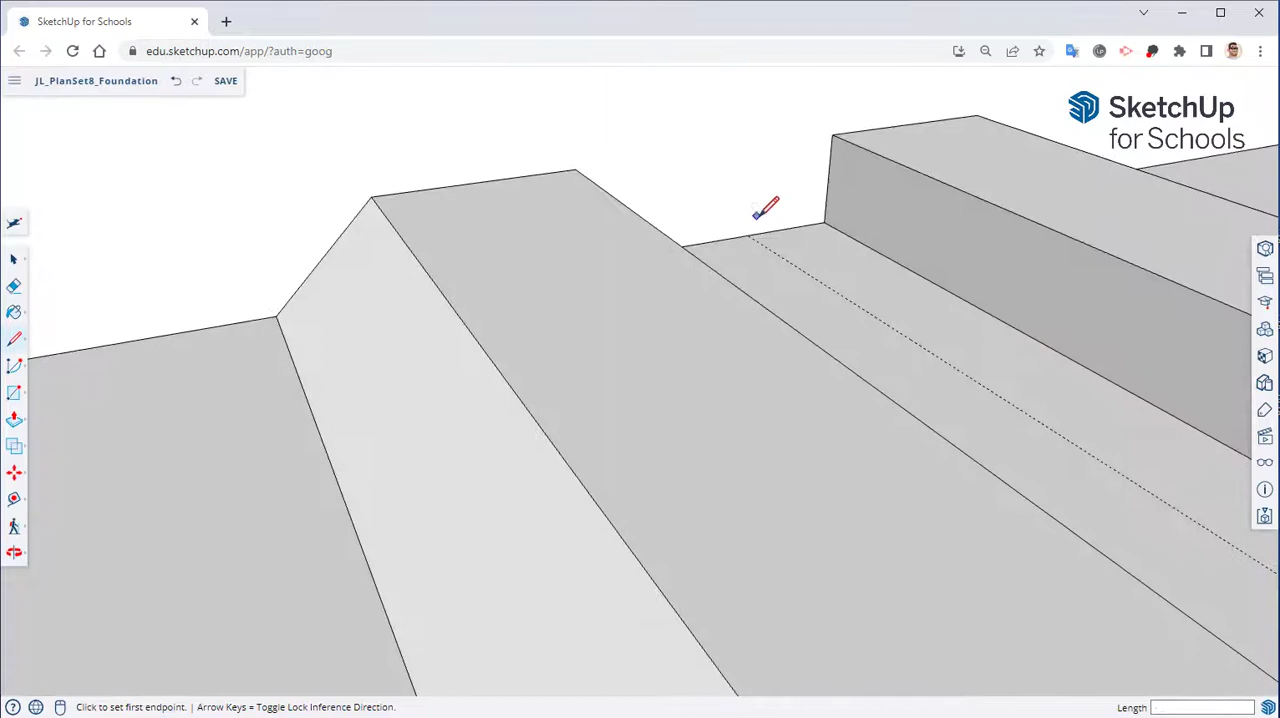 SketchUp for Schools
edu.sketchup.com/app/?auth=goog
JL_PlanSet8_Foundation
SAVE
SketchUp
for Schools
Click to set first endpoint. | Arrow Keys = Toggle Lock Inference Direction.
Length